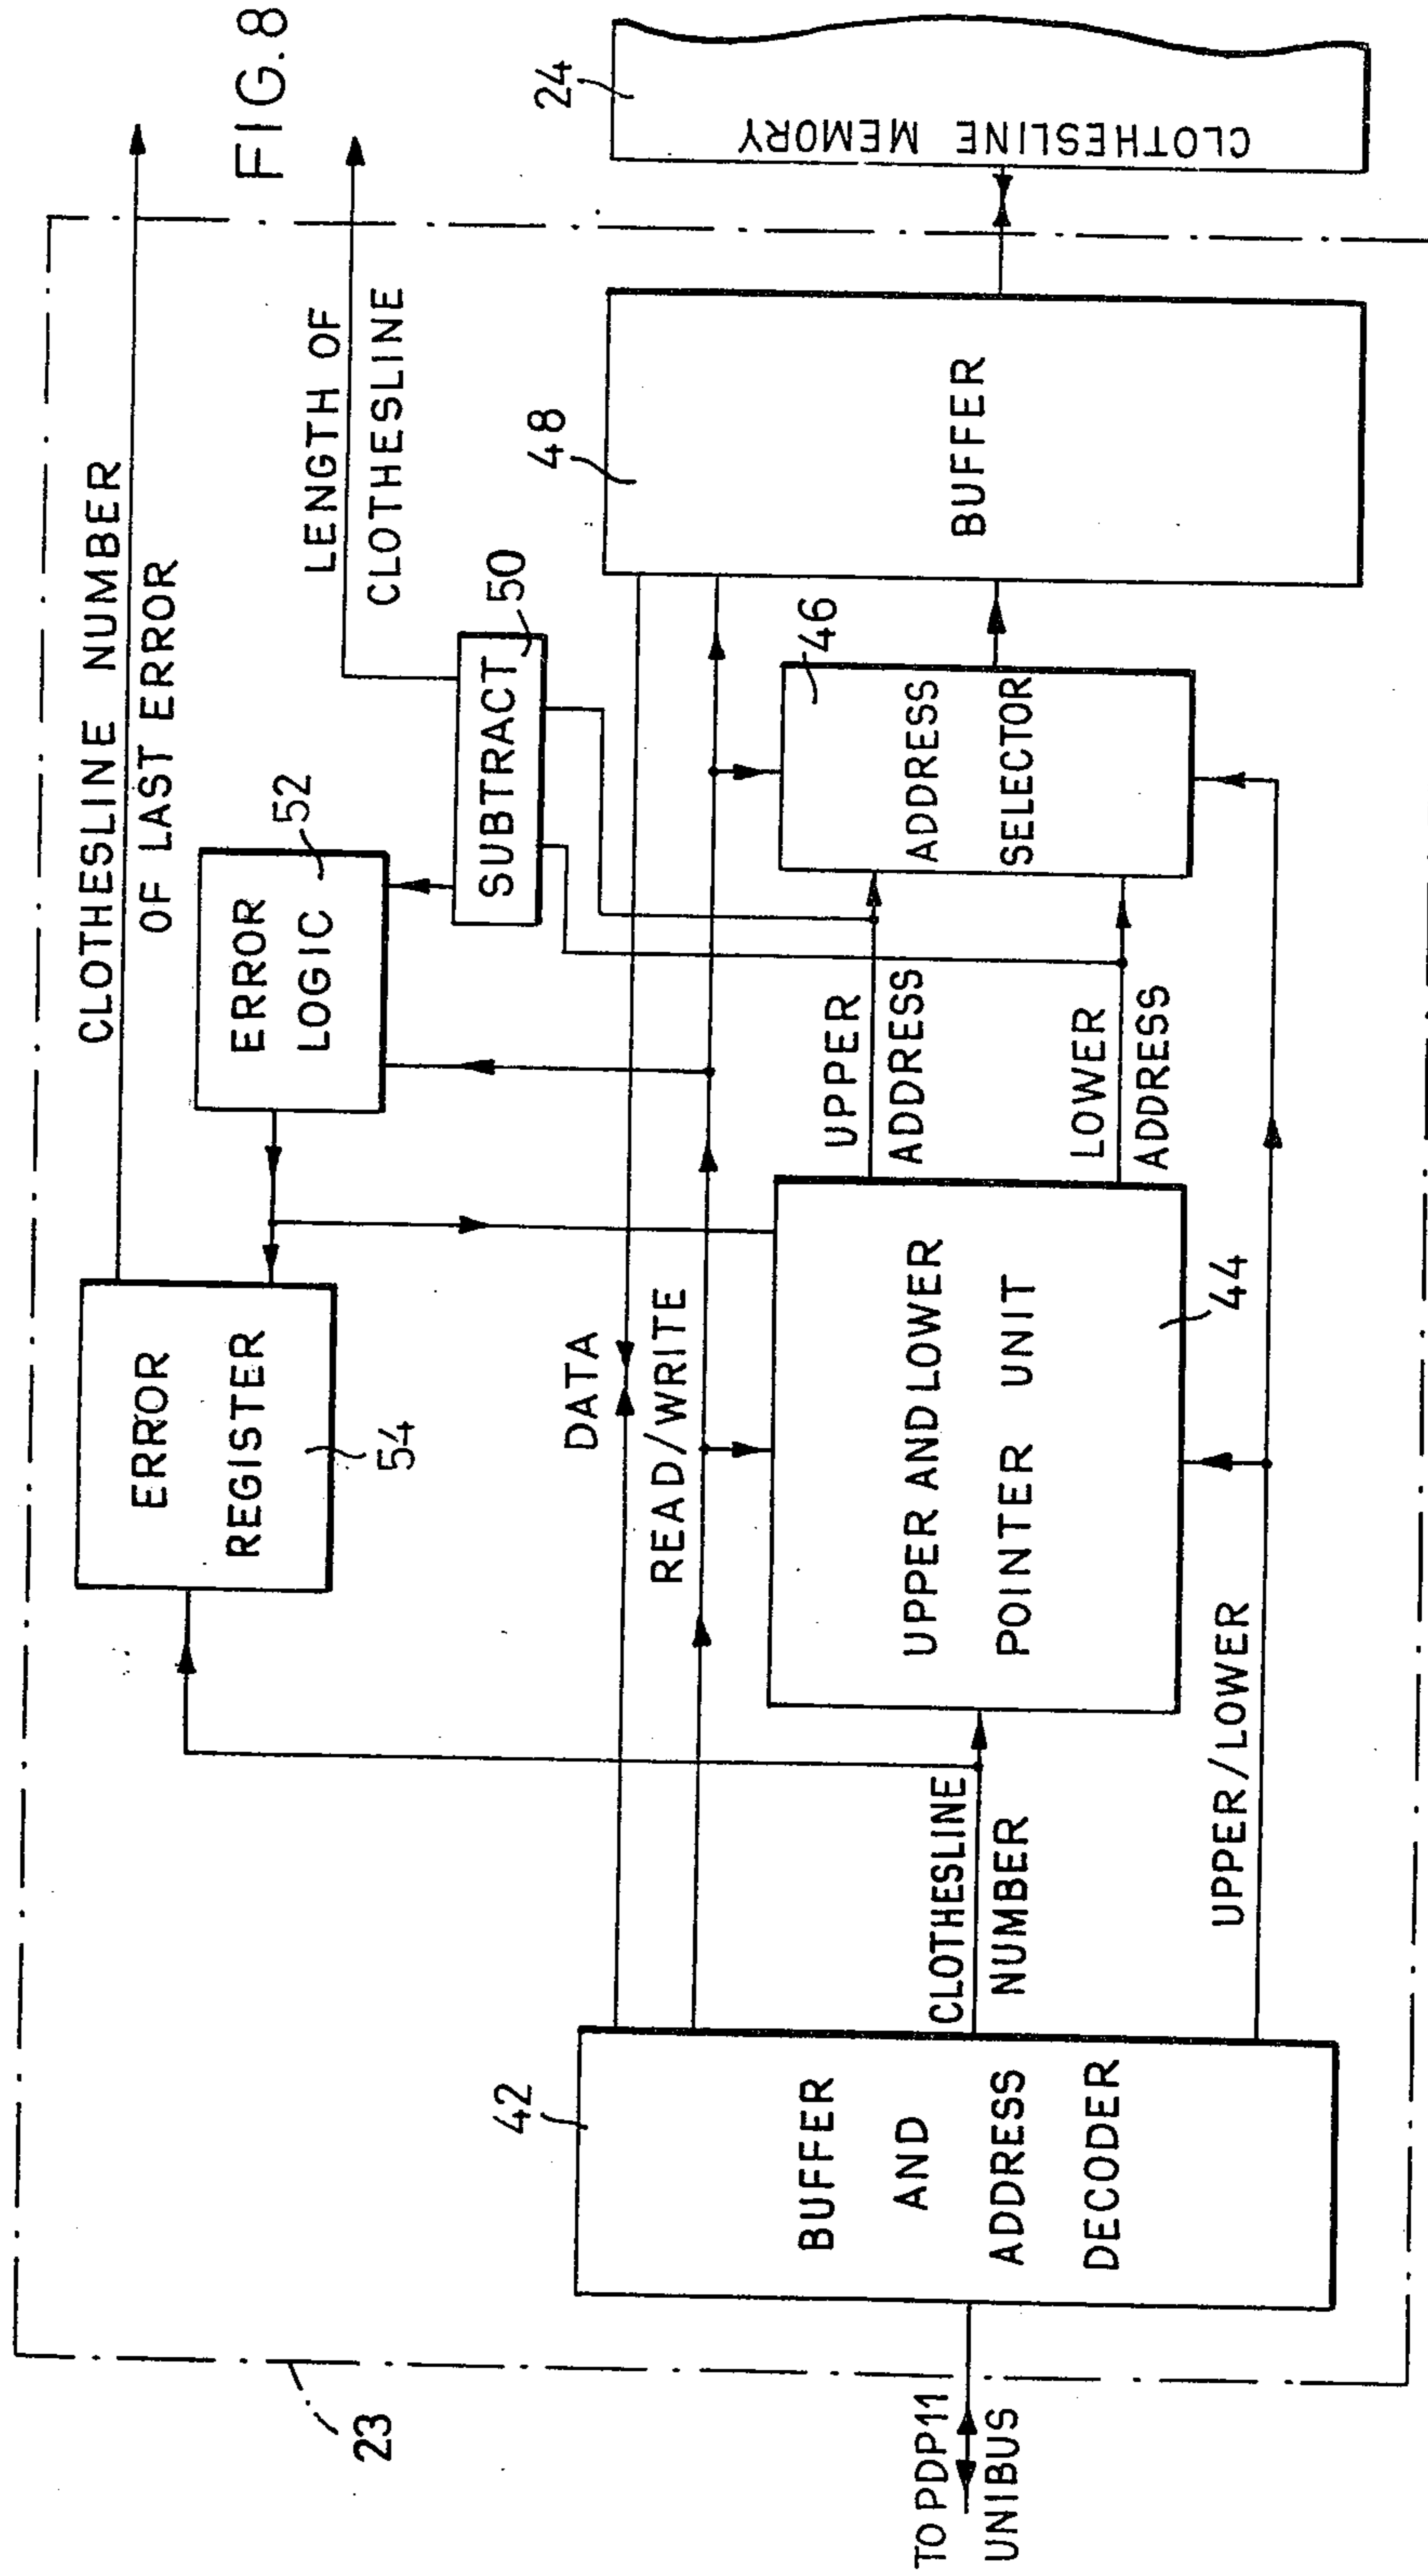 FIG. 8
CLOTHESLINE NUMBER
OF LAST ERROR
LENGTH OF
CLOTHESLINE
ERROR
REGISTER
54
ERROR
LOGIC
52
SUBTRACT
50
DATA
READ/WRITE
42
BUFFER
AND
ADDRESS
DECODER
TO PDP11
UNIBUS
CLOTHESLINE
NUMBER
UPPER AND LOWER
POINTER UNIT
44
UPPER
ADDRESS
LOWER
ADDRESS
46
ADDRESS
SELECTOR
48
BUFFER
24
CLOTHESLINE MEMORY
UPPER/LOWER
23